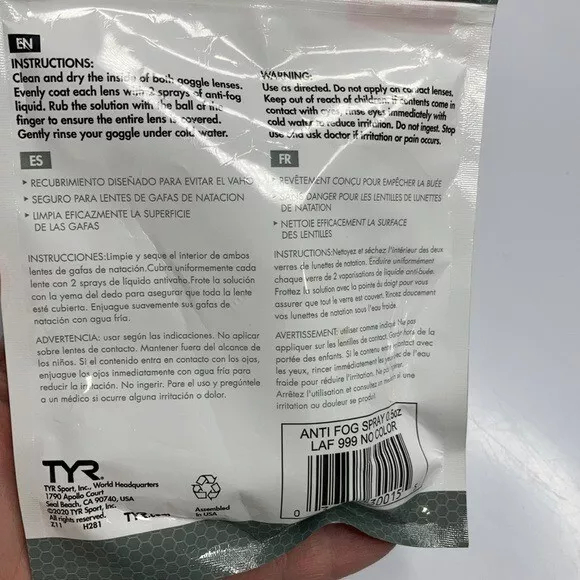 EN
INSTRUCTIONS:
Clean and dry the inside of both goggle lenses.
Evenly coat each lens with 2 sprays of anti-fog
liquid. Rub the solution with the ball of the
finger to ensure the entire lens is covered.
Gently rinse your goggle under cold water.
WARNING:
Use as directed. Do not apply on contact lenses.
Keep out of reach of children. If contents come in
contact with eyes, rinse eyes immediately with
cold water to reduce irritation. Do not ingest. Stop
use and ask doctor if irritation or pain occurs.
ES
▸ RECUBRIMIENTO DISEÑADO PARA EVITAR EL VAHO
▸ SEGURO PARA LENTES DE GAFAS DE NATACION
▸ LIMPIA EFICAZMENTE LA SUPERFICIE
DE LAS GAFAS
INSTRUCCIONES:Limpie y seque el interior de ambos
lentes de gafas de natación.Cubra uniformemente cada
lente con 2 sprays de líquido antivaho.Frote la solución
con la yema del dedo para asegurar que toda la lente
esté cubierta. Enjuague suavemente sus gafas de
natación con agua fría.
ADVERTENCIA: usar según las indicaciones. No aplicar
sobre lentes de contacto. Mantener fuera del alcance de
los niños. Si el contenido entra en contacto con los ojos,
enjuague los ojos inmediatamente con agua fría para
reducir la irritación. No ingerir. Pare el uso y pregúntele
a un médico si ocurre alguna irritación o dolor.
FR
REVÊTEMENT CONÇU POUR EMPÊCHER LA BUÉE
DANGER POUR LES LENTILLES DE LUNETTES
DE NATATION
▸ NETTOIE EFFICACEMENT LA SURFACE
DES LENTILLES
INSTRUCTIONS:Nettoyez et séchez l'intérieur des deux
verres de lunettes de natation. Enduire uniformément
chaque verre de 2 vaporisations de liquide anti-buée.
Frottez la solution avec la pointe du doigt pour vous
assurer que tout le verre est couvert. Rincez doucement
vos lunettes de natation sous l'eau froide.
AVERTISSEMENT: utiliser comme indiqué. Ne pas
appliquer sur les lentilles de contact. Garder hors de la
portée des enfants. Si le contenu entre en contact avec
les yeux, rincer immédiatement les yeux de l'eau
froide pour réduire l'irritation. Ne pas ingérer.
Arrêtez l'utilisation et consultez un médecin si une
irritation ou douleur se produit.
ANTI FOG SPRAY 0.5oz
LAF 999 NO COLOR
TYR
TYR Sport, Inc., World Headquarters
1790 Apollo Court
Seal Beach, CA 90740, USA
©2020 TYR Sport, Inc.
All rights reserved.
Z11 H281
Assembled
in USA